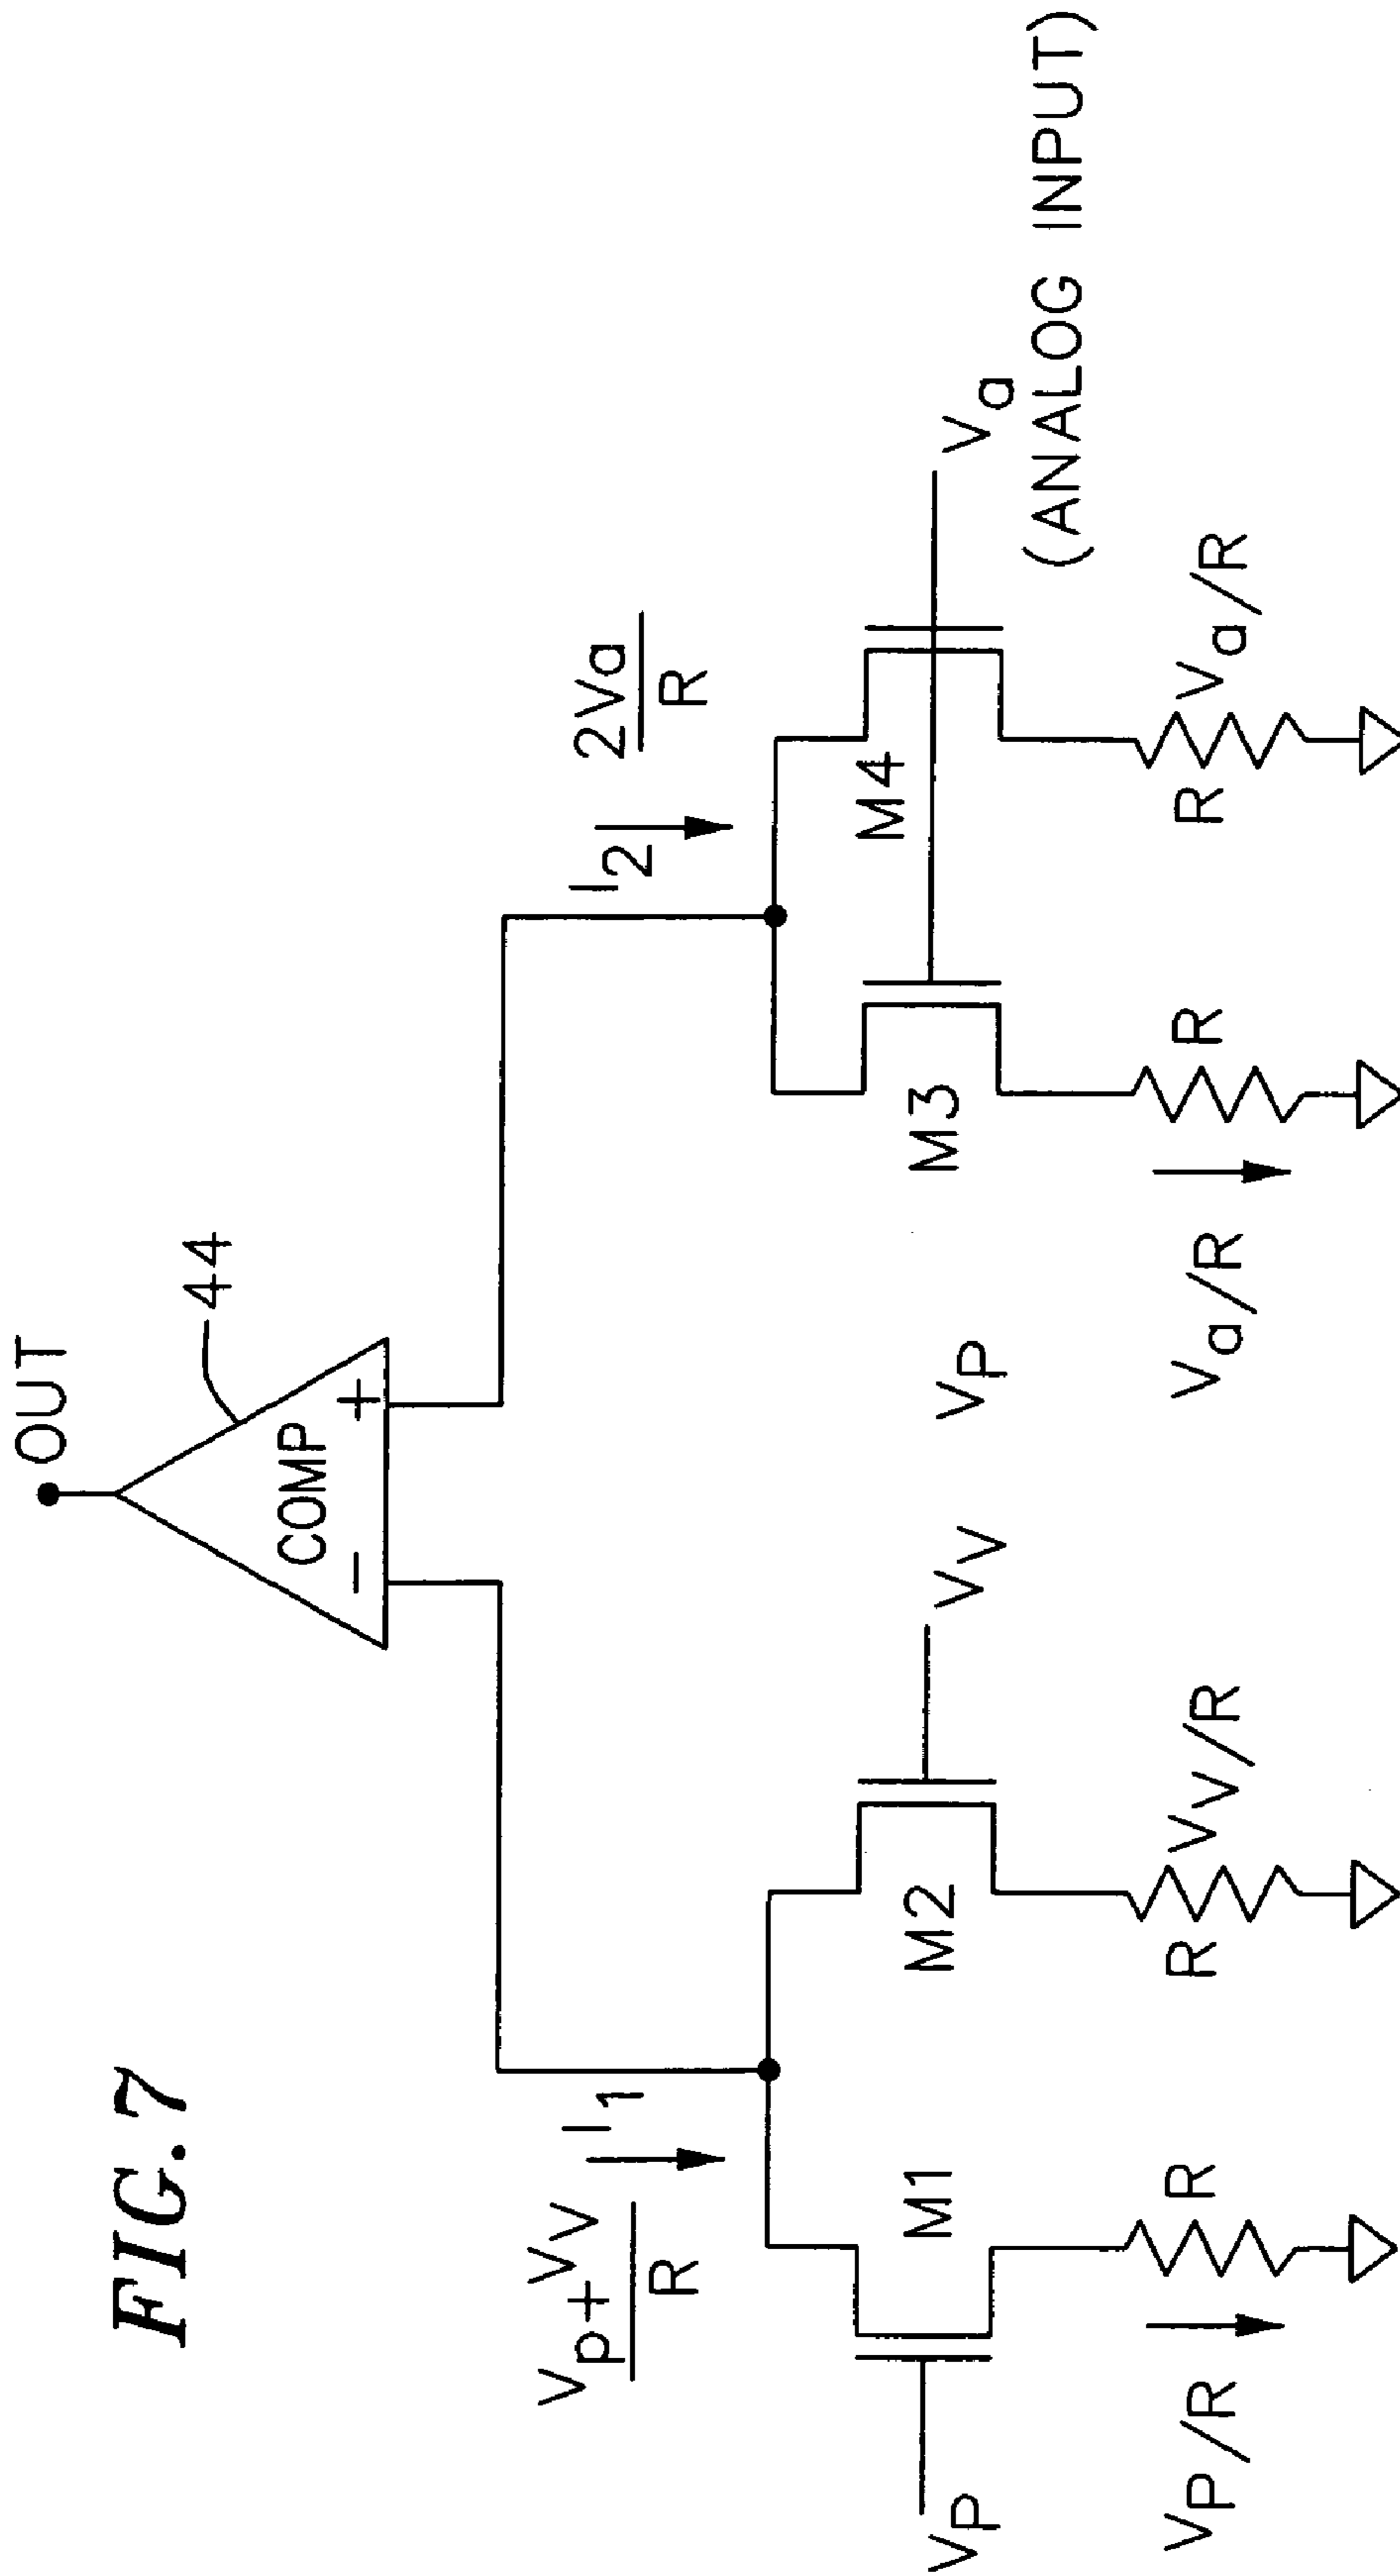 FIG.7
OUT
44
COMP
−
+
Vp+VV
R
I1
I2
2Va
R
M1
M2
M3
M4
VP
VV
VP
Va
(ANALOG INPUT)
VP/R
R
R
VV/R
Va/R
R
R
Va/R